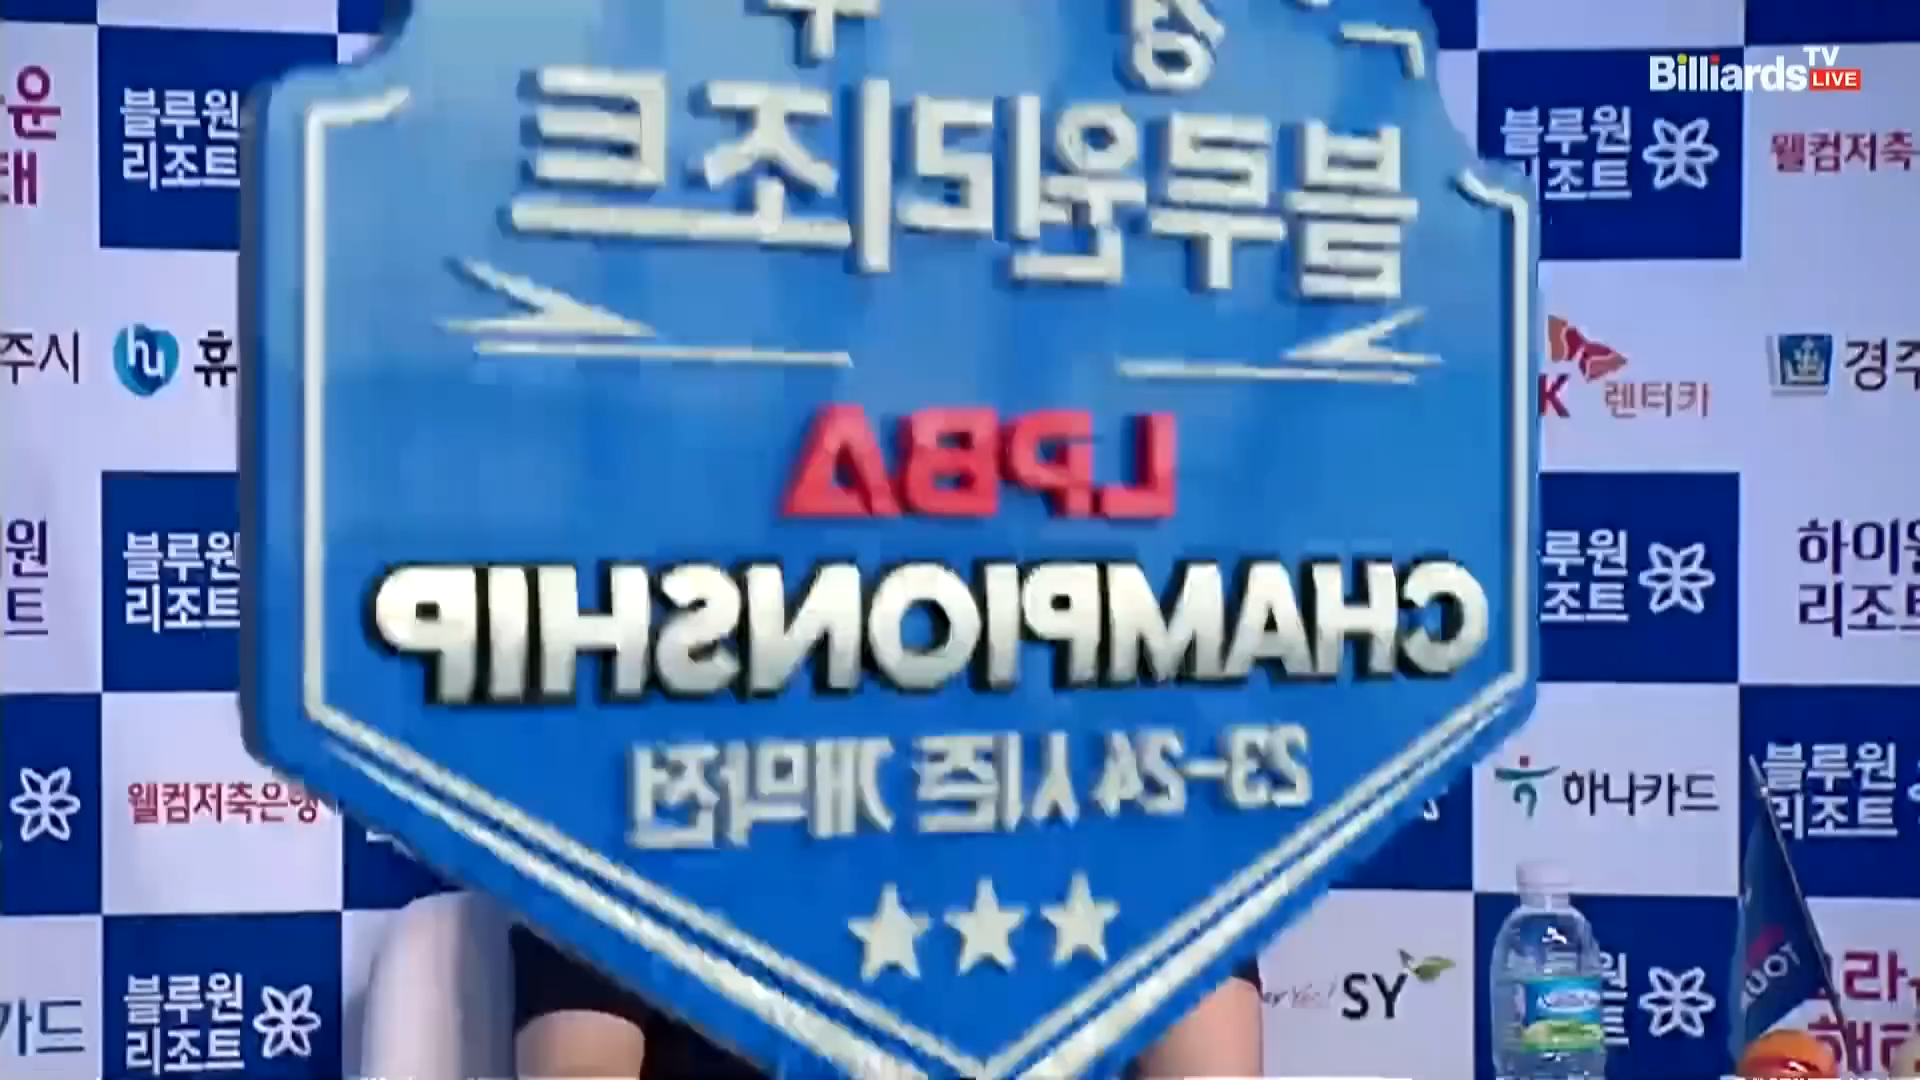 Billiards TV LIVE
블루원
리조트
블루원
조트
웰컴저축
블루원리조트
주시
hu 휴
렌터카
경주
LPBA
CHAMPIONSHIP
23-24 시즌 개막전
블루원
리조트
루원
조트
하이원
리조트
웰컴저축은행
하나카드
블루원
리조트
카드
블루원
리조트
SY
TOUR